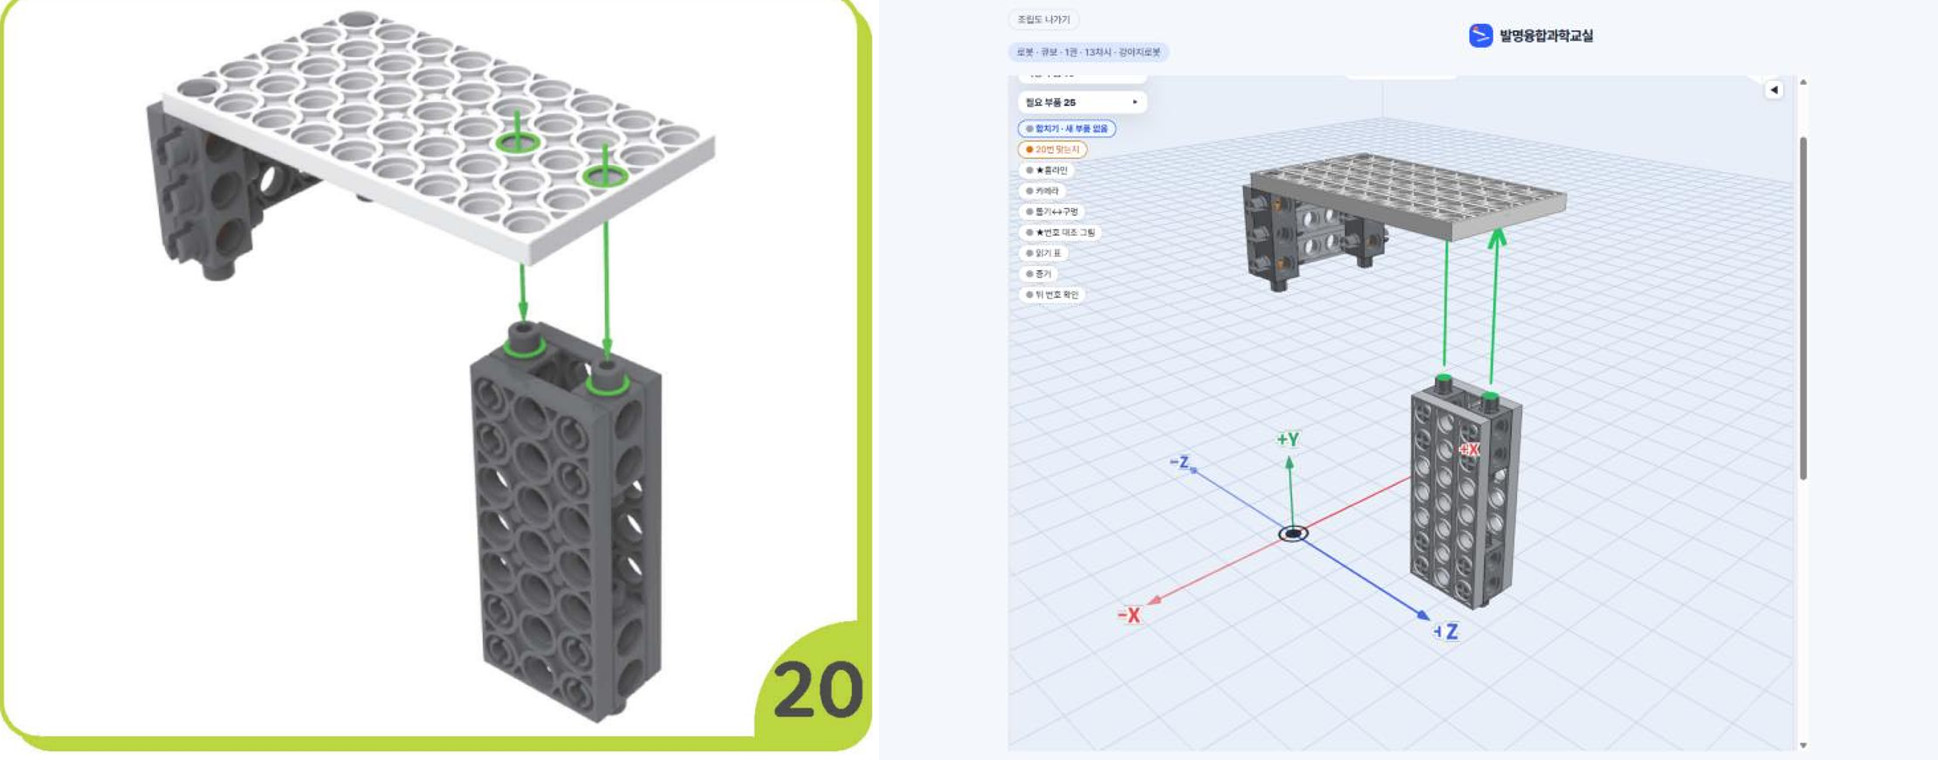 20
조립도 나가기
로봇 · 큐보 · 1권 · 13차시 · 강아지로봇
발명융합과학교실
필요 부품 25
합치기 · 새 부품 없음
20번 맞는지
★홈라인
카메라
돌기↔구멍
★번호 대조 그림
읽기 표
증거
뒤 번호 확인
+Y
-Z
+X
-X
+Z